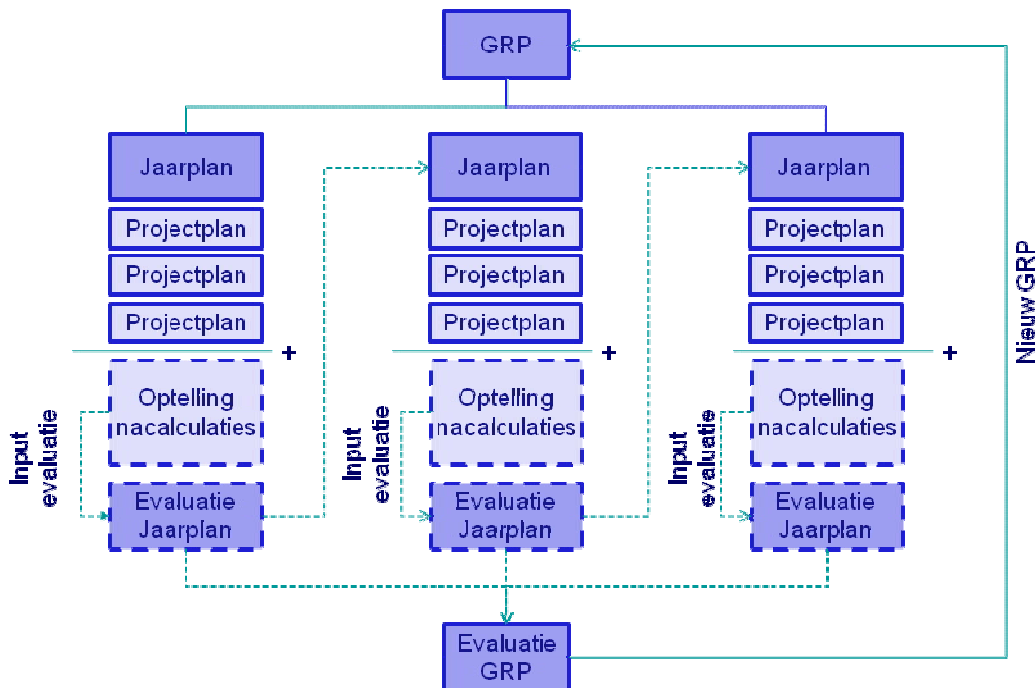 GRP
Jaarplan
Jaarplan
Jaarplan
Projectplan
Projectplan
Projectplan
Projectplan
Projectplan
Projectplan
Projectplan
Projectplan
Projectplan
+
+
+
Optelling
nacalculaties
Optelling
nacalculaties
Optelling
nacalculaties
Input
evaluatie
Input
evaluatie
Input
evaluatie
Evaluatie
Jaarplan
Evaluatie
Jaarplan
Evaluatie
Jaarplan
Nieuw GRP
Evaluatie
GRP